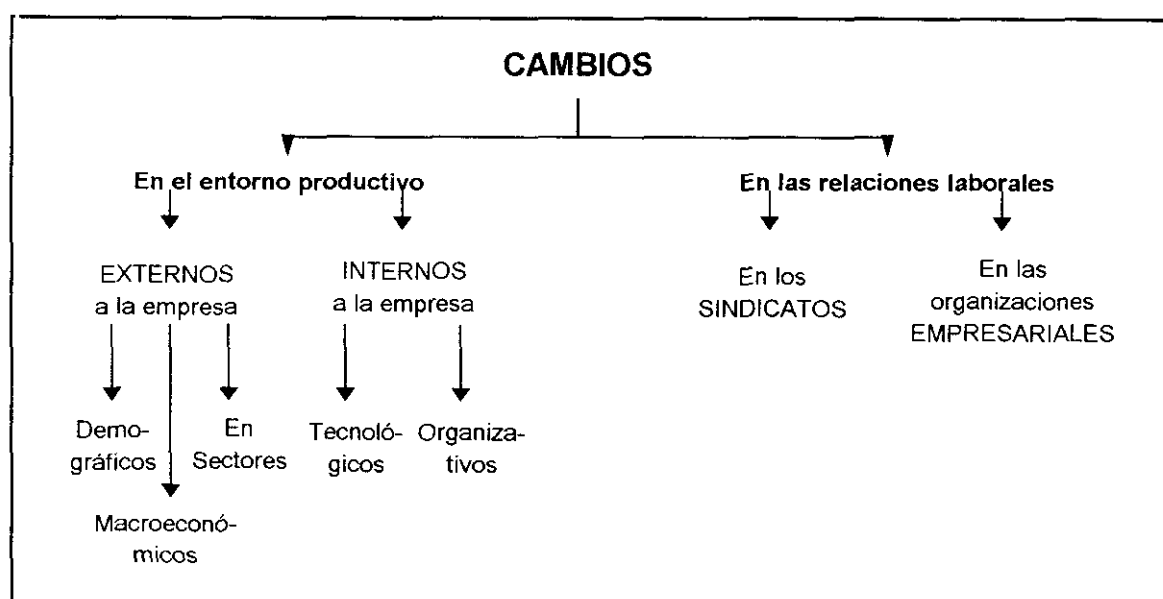 CAMBIOS
En el entorno productivo
En las relaciones laborales
EXTERNOS
a la empresa
INTERNOS
a la empresa
En los
SINDICATOS
En las
organizaciones
EMPRESARIALES
Demo-
gráficos
En
Sectores
Tecnoló-
gicos
Organiza-
tivos
Macroeconó-
micos